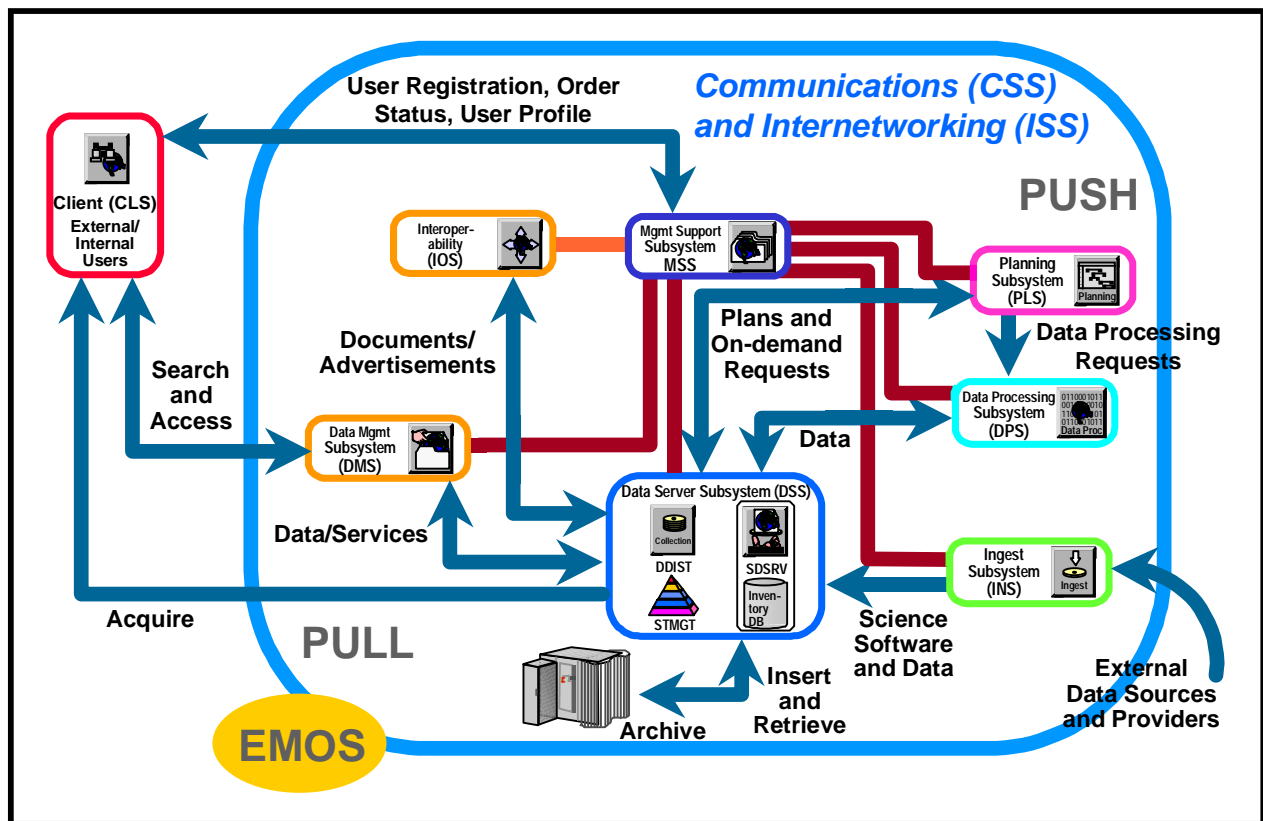 User Registration, Order
Status, User Profile
Communications (CSS)
and Internetworking (ISS)
PUSH
Client (CLS)
External/
Internal
Users
Interoper-
ability
(IOS)
Mgmt Support
Subsystem
MSS
Planning
Subsystem
(PLS)
Planning
Documents/
Advertisements
Plans and
On-demand
Requests
Data Processing
Requests
Search
and
Access
Data Mgmt
Subsystem
(DMS)
Data
Data Processing
Subsystem
(DPS)
Data Proc
Data/Services
Data Server Subsystem (DSS)
Collection
DDIST
SDSRV
STMGT
Inven-
tory
DB
Ingest
Subsystem
(INS)
Ingest
Acquire
PULL
Science
Software
and Data
External
Data Sources
and Providers
Insert
and
Retrieve
Archive
EMOS